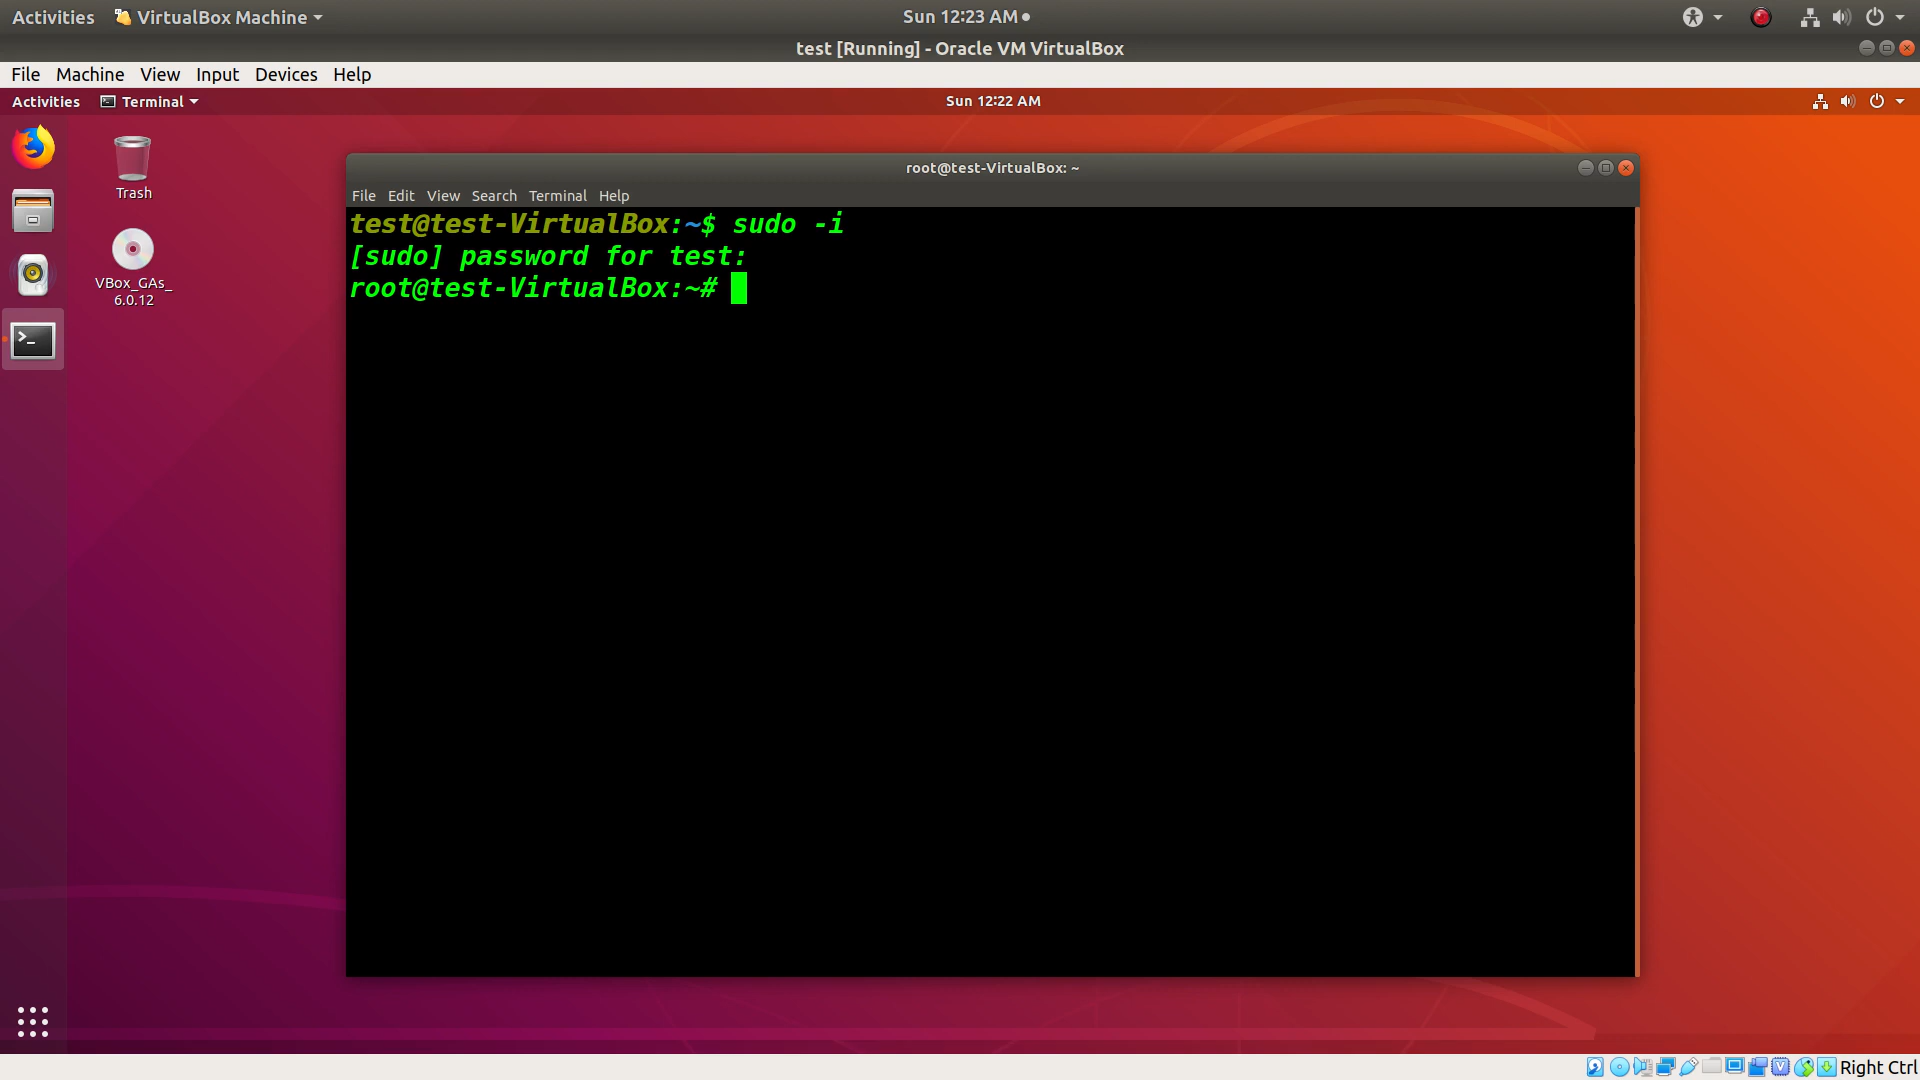 Activities VirtualBox Machine Sun 12:23 AM
test [Running] - Oracle VM VirtualBox
File Machine View Input Devices Help
Activities Terminal Sun 12:22 AM
Trash
VBox_GAs_
6.0.12
root@test-VirtualBox: ~
File Edit View Search Terminal Help
test@test-VirtualBox:~$ sudo -i
[sudo] password for test:
root@test-VirtualBox:~#
Right Ctrl